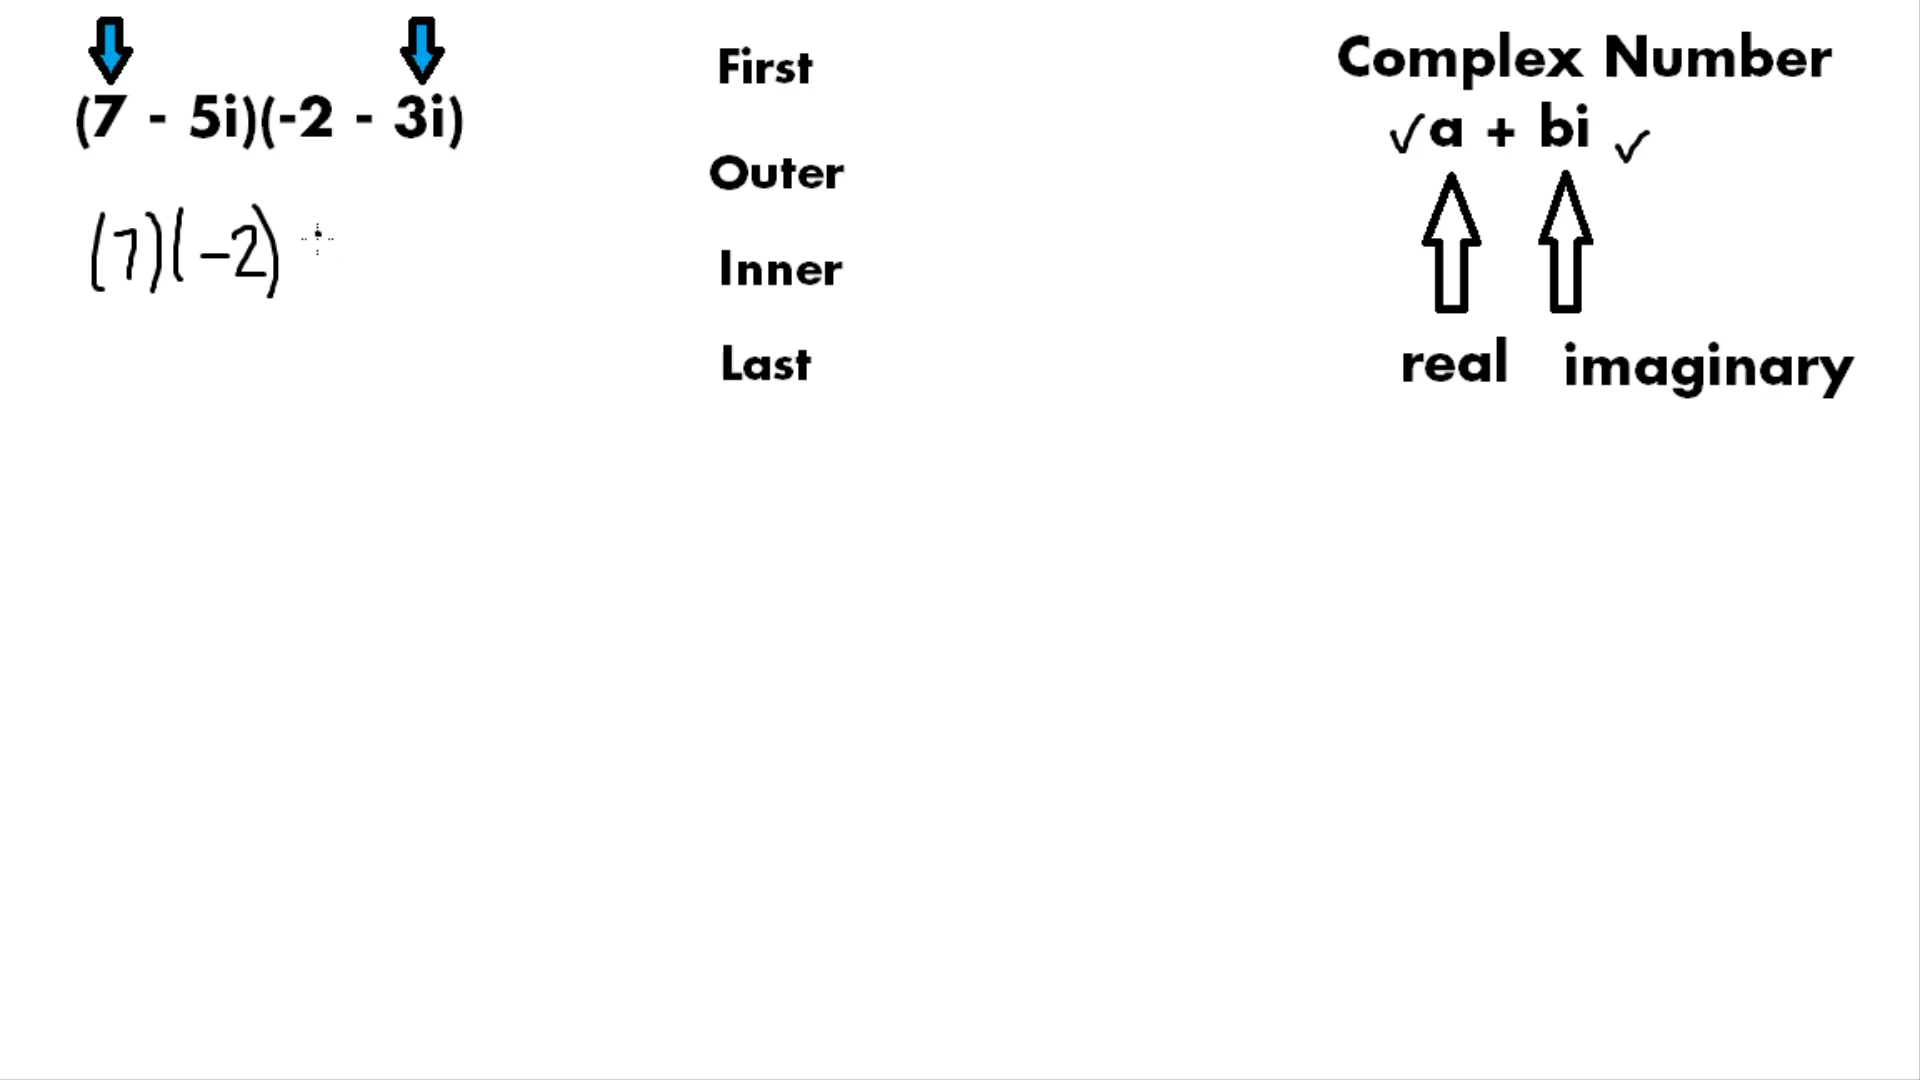 (7 - 5i)(-2 - 3i)
(7)(-2)
First
Outer
Inner
Last
Complex Number
✓a + bi ✓
real imaginary